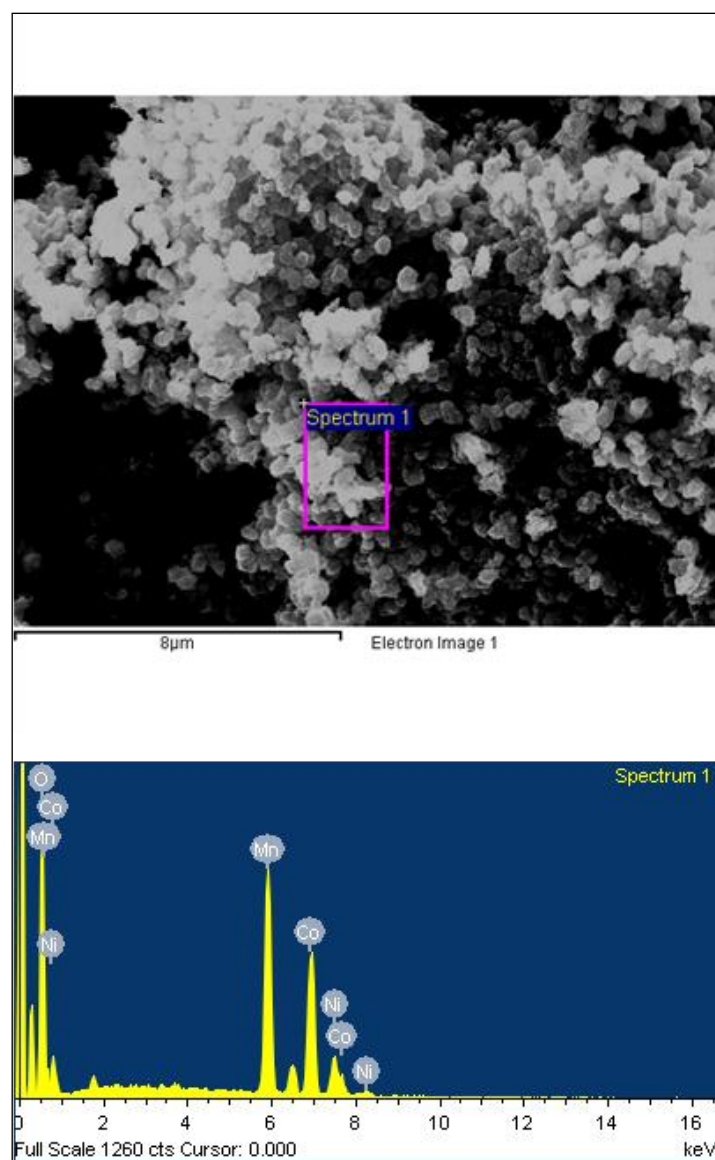 Spectrum 1
8µm Electron Image 1
Spectrum 1
O
Co
Mn
Mn
Co
Ni
Ni
Co
Ni
0 2 4 6 8 10 12 14 16
Full Scale 1260 cts Cursor: 0.000 keV